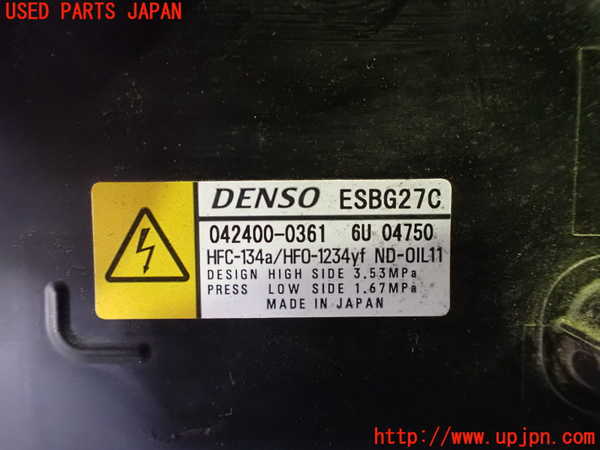 USED PARTS JAPAN
DENSO ESBG27C
042400-0361 6U 04750
HFC-134a/HFO-1234yf ND-OIL11
DESIGN HIGH SIDE 3.53MPa
PRESS LOW SIDE 1.67MPa
MADE IN JAPAN
http://www.upjpn.com/